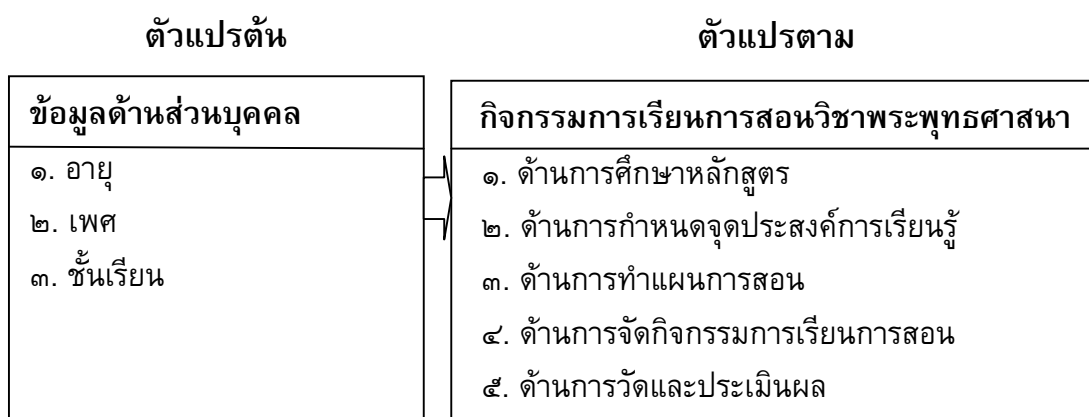 ตัวแปรต้น
ตัวแปรตาม
ข้อมูลด้านส่วนบุคคล
๑. อายุ
๒. เพศ
๓. ชั้นเรียน
กิจกรรมการเรียนการสอนวิชาพระพุทธศาสนา
๑. ด้านการศึกษาหลักสูตร
๒. ด้านการกำหนดจุดประสงค์การเรียนรู้
๓. ด้านการทำแผนการสอน
๔. ด้านการจัดกิจกรรมการเรียนการสอน
๕. ด้านการวัดและประเมินผล